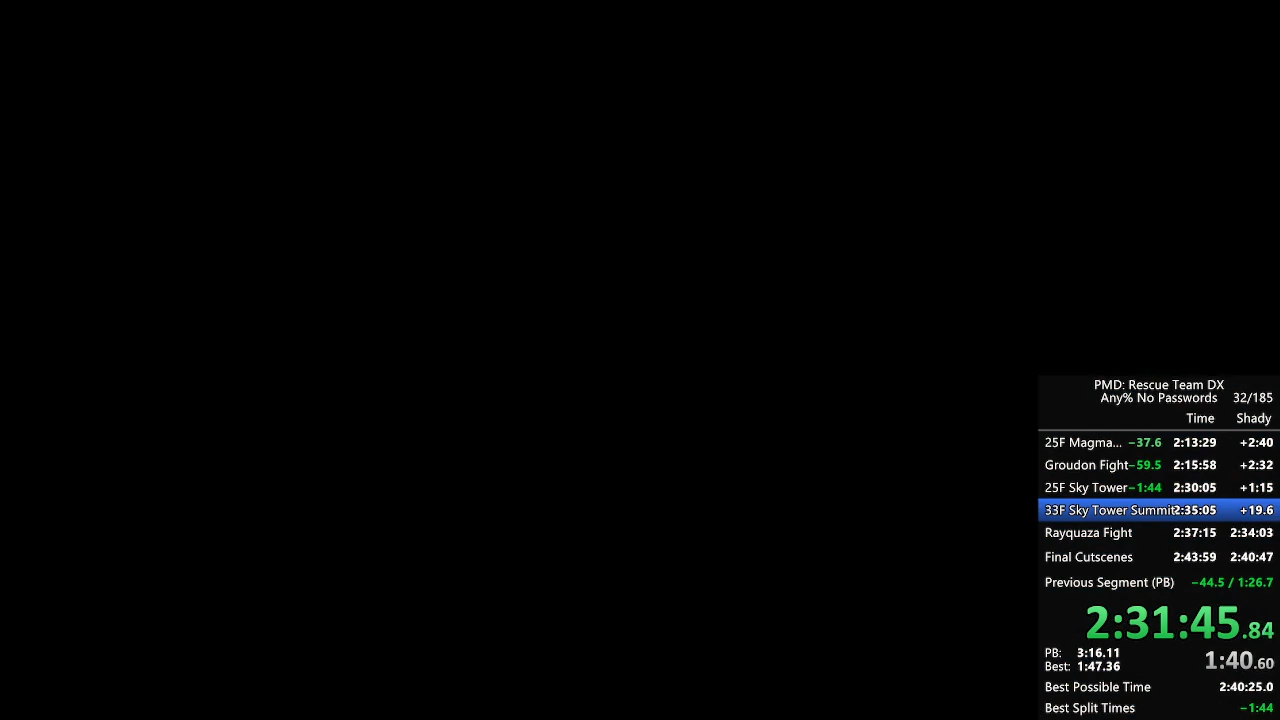 PMD: Rescue Team DX
Any% No Passwords 32/185
Time Shady
25F Magma... −37.6 2:13:29 +2:40
Groudon Fight −59.5 2:15:58 +2:32
25F Sky Tower −1:44 2:30:05 +1:15
33F Sky Tower Summit 2:35:05 +19.6
Rayquaza Fight 2:37:15 2:34:03
Final Cutscenes 2:43:59 2:40:47
Previous Segment (PB) −44.5 / 1:26.7
2:31:45.84
PB: 3:16.11
Best: 1:47.36
1:40.60
Best Possible Time 2:40:25.0
Best Split Times −1:44